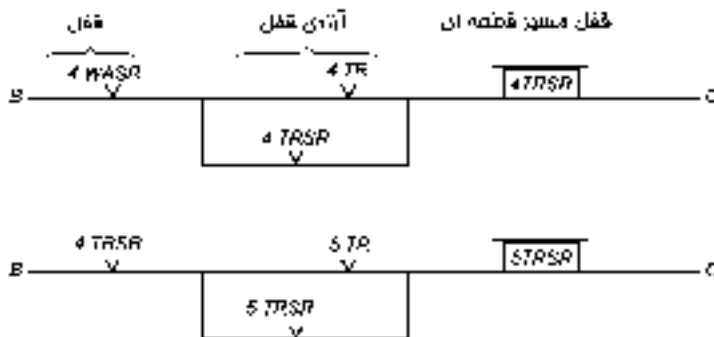 قفل آزادی قفل قفل مسیر قطعه ای
4 WASR 4 TR 4TRSR
B C
4 TRSR
4 TRSR 5 TR 5TRSR
B C
5 TRSR